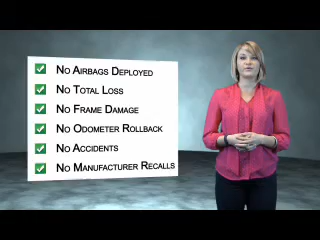 No Airbags Deployed
No Total Loss
No Frame Damage
No Odometer Rollback
No Accidents
No Manufacturer Recalls